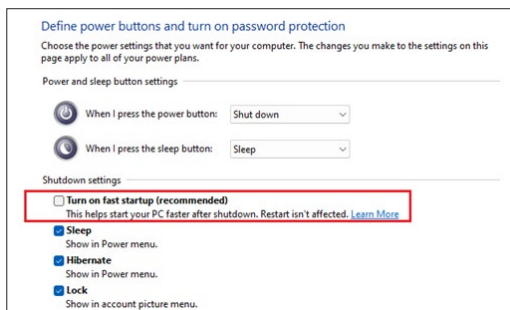 Define power buttons and turn on password protection
Choose the power settings that you want for your computer. The changes you make to the settings on this
page apply to all of your power plans.
Power and sleep button settings
When I press the power button: Shut down
When I press the sleep button: Sleep
Shutdown settings
Turn on fast startup (recommended)
This helps start your PC faster after shutdown. Restart isn't affected. Learn More
Sleep
Show in Power menu.
Hibernate
Show in Power menu.
Lock
Show in account picture menu.